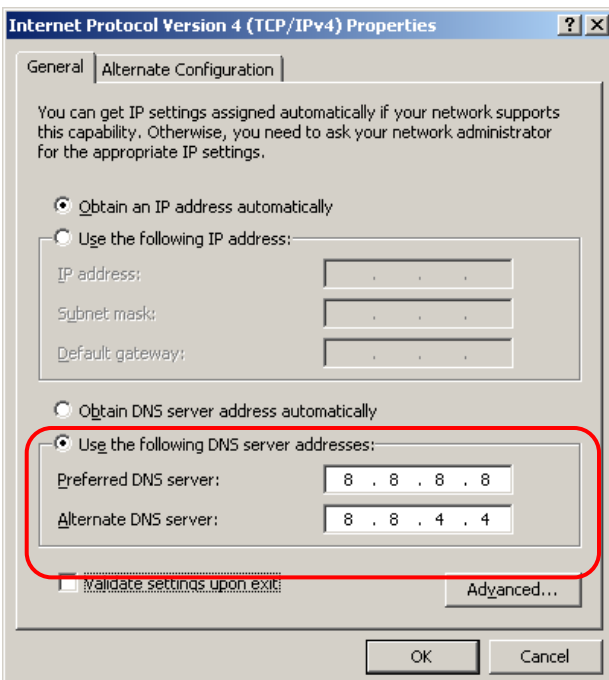 Internet Protocol Version 4 (TCP/IPv4) Properties
General
Alternate Configuration
You can get IP settings assigned automatically if your network supports
this capability. Otherwise, you need to ask your network administrator
for the appropriate IP settings.
Obtain an IP address automatically
Use the following IP address:
IP address: . . .
Subnet mask: . . .
Default gateway: . . .
Obtain DNS server address automatically
Use the following DNS server addresses:
Preferred DNS server: 8 . 8 . 8 . 8
Alternate DNS server: 8 . 8 . 4 . 4
Validate settings upon exit
Advanced...
OK
Cancel